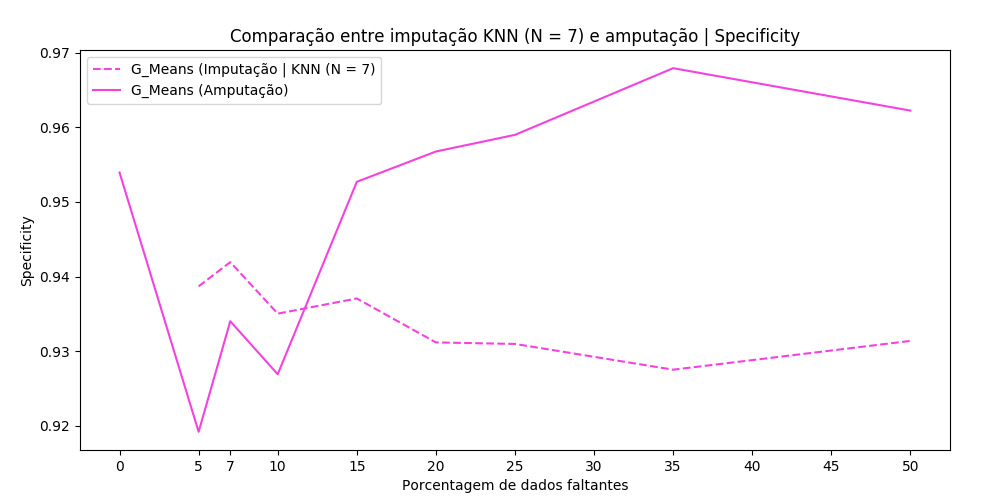 Comparação entre imputação KNN (N = 7) e amputação | Specificity
G_Means (Imputação | KNN (N = 7)
G_Means (Amputação)
Specificity
0.97
0.96
0.95
0.94
0.93
0.92
0 5 7 10 15 20 25 30 35 40 45 50
Porcentagem de dados faltantes